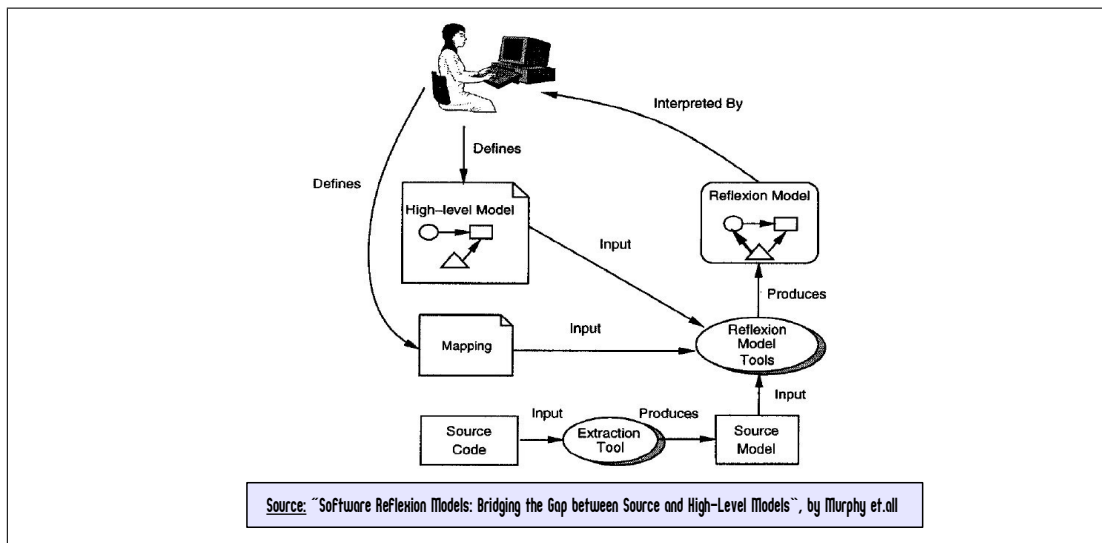 Interpreted By
Defines
Defines
High-level Model
Reflexion Model
Input
Produces
Mapping
Input
Reflexion
Model
Tools
Input
Source
Code
Input
Extraction
Tool
Produces
Source
Model
Source: "Software Reflexion Models: Bridging the Gap between Source and High-Level Models", by Murphy et.all